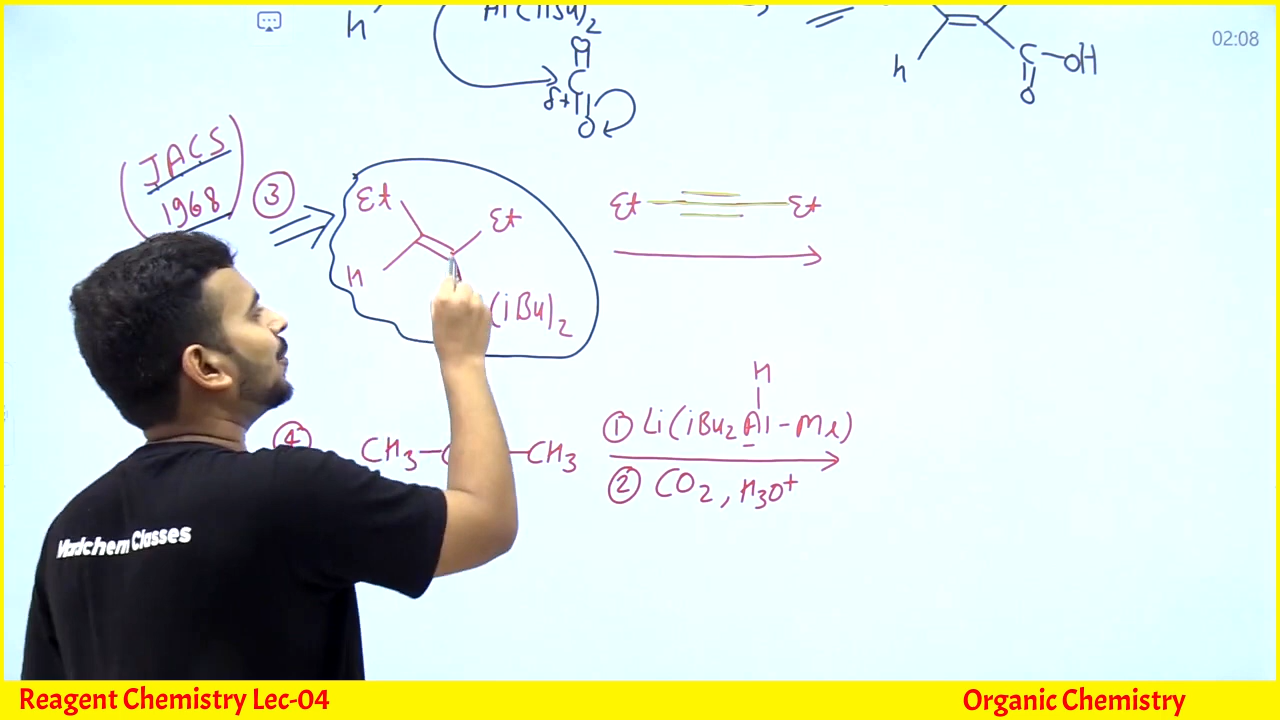 02:08
H
Al(iBu)2
H
C
δ+
O
H
C-OH
O
(JACS
1968)
③
Et
Et
H
(iBu)2
Et Et
④
CH3-C -CH3
H
① Li(iBu2Al-Me)
② CO2, H3O+
Classes
Reagent Chemistry Lec-04
Organic Chemistry